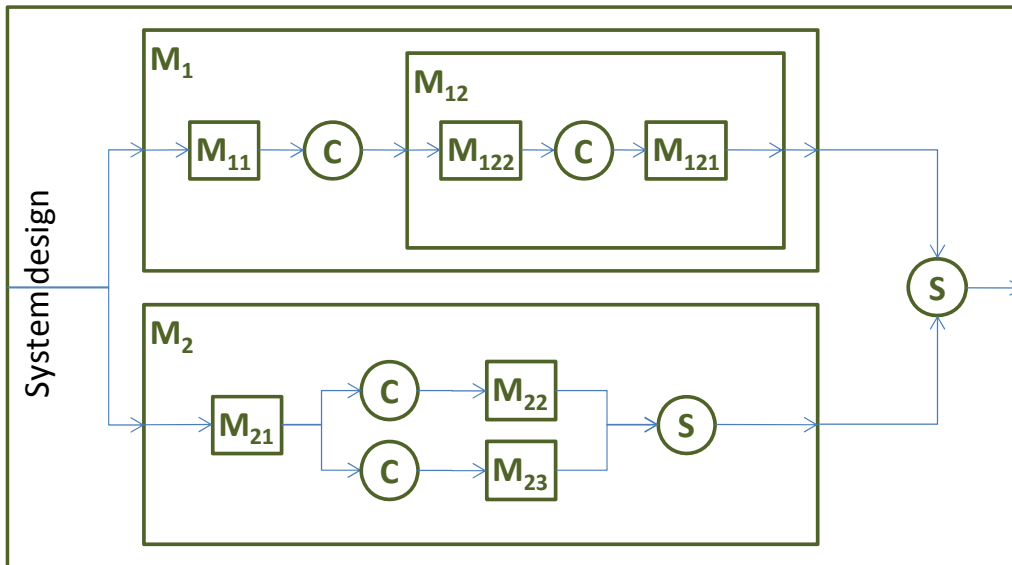 System design
M₁
M₁₁
C
M₁₂
M₁₂₂
C
M₁₂₁
S
M₂
M₂₁
C
M₂₂
C
M₂₃
S